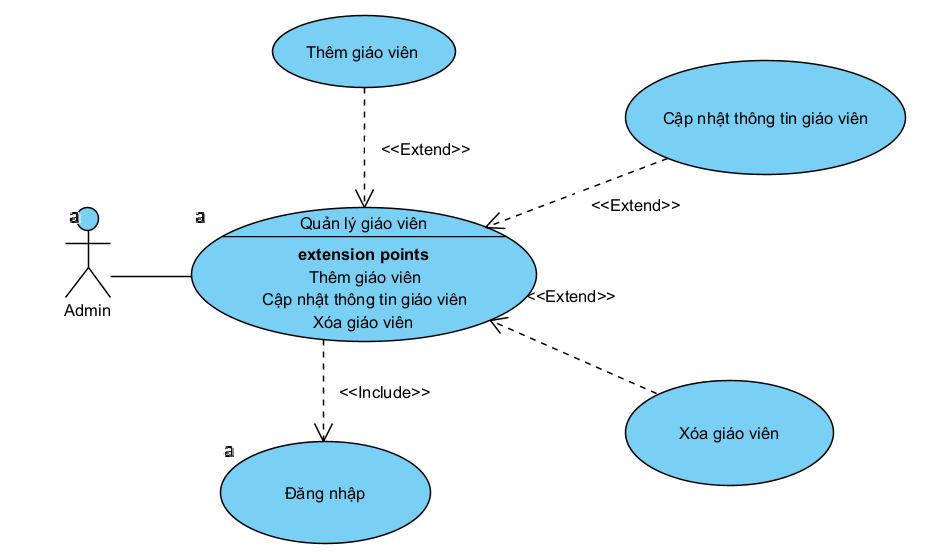 Thêm giáo viên
Cập nhật thông tin giáo viên
<<Extend>>
<<Extend>>
a
a
Quản lý giáo viên
extension points
Thêm giáo viên
Cập nhật thông tin giáo viên
Xóa giáo viên
<<Extend>>
Admin
<<Include>>
Xóa giáo viên
a
Đăng nhập